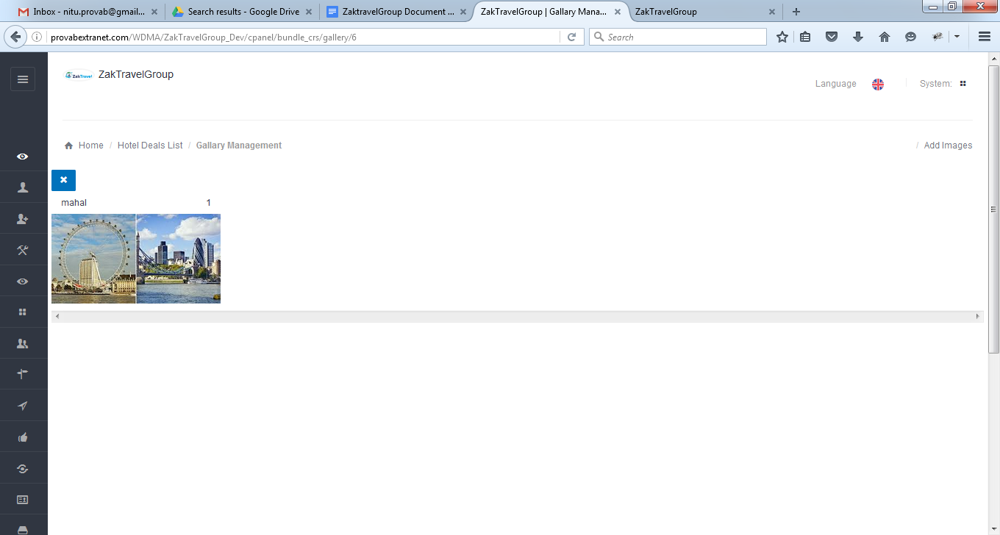 Inbox - nitu.provab@gmail...
Search results - Google Drive
ZaktravelGroup Document ...
ZakTravelGroup | Gallary Mana...
ZakTravelGroup
provabextranet.com/WDMA/ZakTravelGroup_Dev/cpanel/bundle_crs/gallery/6
Search
ZakTravel ZakTravelGroup
Language
System:
Home / Hotel Deals List / Gallary Management
/ Add Images
mahal 1